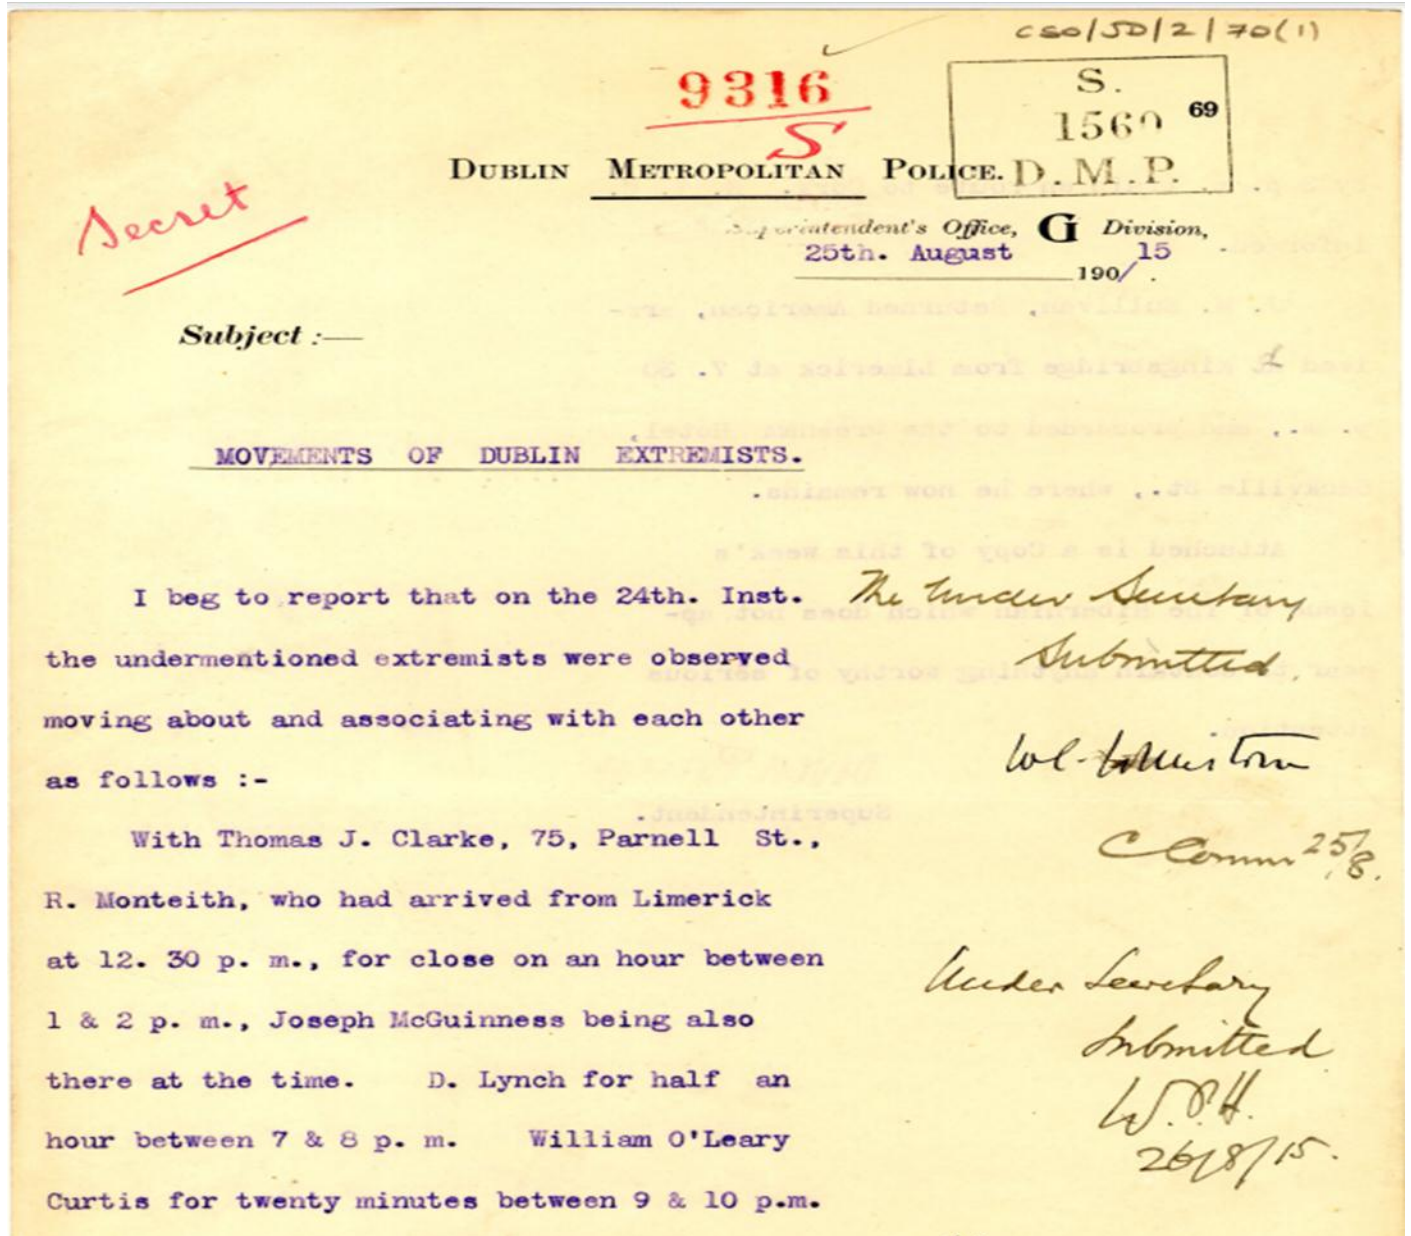 CSO/JD/2/70(1)
9316
S
S.
1560 69
D.M.P.
DUBLIN METROPOLITAN POLICE.
Secret
Superintendent's Office, G Division,
25th. August 15
190/ .
Subject :—
MOVEMENTS OF DUBLIN EXTREMISTS.
I beg to report that on the 24th. Inst.
the undermentioned extremists were observed
moving about and associating with each other
as follows :-
With Thomas J. Clarke, 75, Parnell St.,
R. Monteith, who had arrived from Limerick
at 12. 30 p. m., for close on an hour between
1 & 2 p. m., Joseph McGuinness being also
there at the time. D. Lynch for half an
hour between 7 & 8 p. m. William O'Leary
Curtis for twenty minutes between 9 & 10 p.m.
The Under Secretary
Submitted
C Comm 25/8.
Under Secretary
Submitted
W.P.H.
26/8/15.